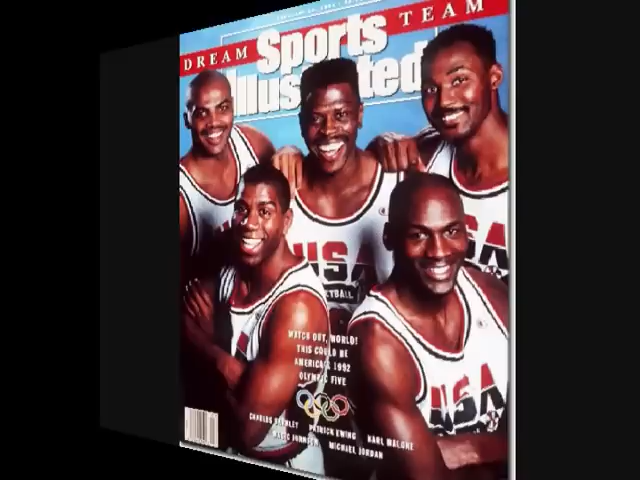 DREAM TEAM
Sports
Illustrated
USA
USA
USA
WATCH OUT, WORLD!
THIS COULD BE
AMERICA'S 1992
OLYMPIC FIVE
CHARLES BARKLEY PATRICK EWING KARL MALONE
MAGIC JOHNSON MICHAEL JORDAN